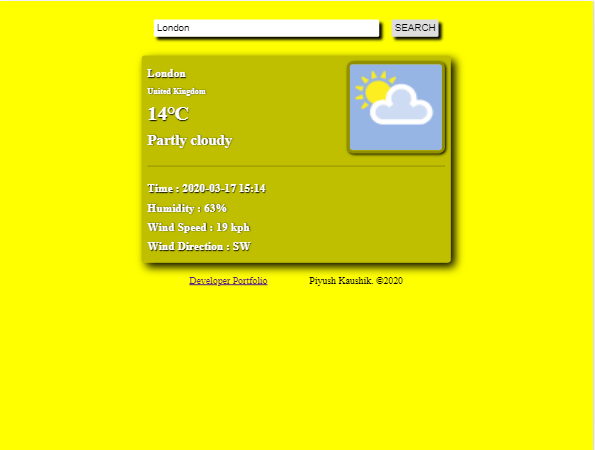 London SEARCH
London
United Kingdom
14°C
Partly cloudy
Time : 2020-03-17 15:14
Humidity : 63%
Wind Speed : 19 kph
Wind Direction : SW
Developer Portfolio Piyush Kaushik. ©2020